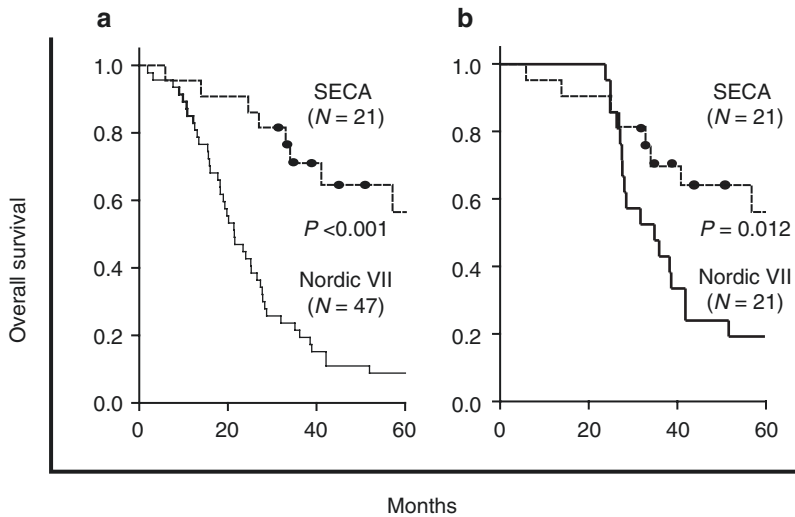 a
b
Overall survival
1.0
0.8
0.6
0.4
0.2
0.0
0
20
40
60
SECA
(N = 21)
P <0.001
Nordic VII
(N = 47)
1.0
0.8
0.6
0.4
0.2
0.0
0
20
40
60
SECA
(N = 21)
P = 0.012
Nordic VII
(N = 21)
Months